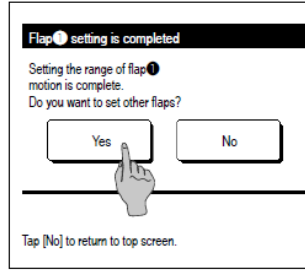 Flap❶ setting is completed
Setting the range of flap❶
motion is complete.
Do you want to set other flaps?
Yes
No
Tap [No] to return to top screen.